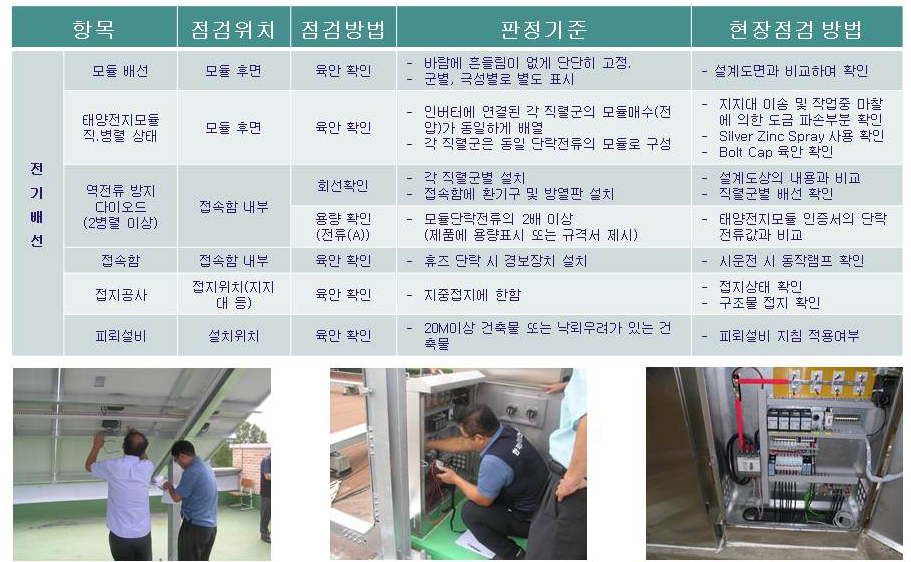 항목 점검위치 점검방법 판정기준 현장점검 방법
전기배선
모듈 배선 모듈 후면 육안 확인
- 바람에 흔들림이 없게 단단히 고정.
- 군별, 극성별로 별도 표시
- 설계도면과 비교하여 확인
태양전지모듈
직.병렬 상태
모듈 후면 육안 확인
- 인버터에 연결된 각 직렬군의 모듈매수(전
압)가 동일하게 배열
- 각 직렬군은 동일 단락전류의 모듈로 구성
- 지지대 이송 및 작업중 마찰
에 의한 도금 파손부분 확인
- Silver Zinc Spray 사용 확인
- Bolt Cap 육안 확인
역전류 방지
다이오드
(2병렬 이상)
접속함 내부
회선확인
- 각 직렬군별 설치
- 접속함에 환기구 및 방열판 설치
- 설계도상의 내용과 비교
- 직렬군별 배선 확인
용량 확인
(전류(A))
- 모듈단락전류의 2배 이상
(제품에 용량표시 또는 규격서 제시)
- 태양전지모듈 인증서의 단락
전류값과 비교
접속함 접속함 내부 육안 확인
- 휴즈 단락 시 경보장치 설치
- 시운전 시 동작램프 확인
접지공사
접지위치(지지
대 등)
육안 확인
- 지중접지에 한함
- 접지상태 확인
- 구조물 접지 확인
피뢰설비 설치위치 육안 확인
- 20M이상 건축물 또는 낙뢰우려가 있는 건
축물
- 피뢰설비 지침 적용여부